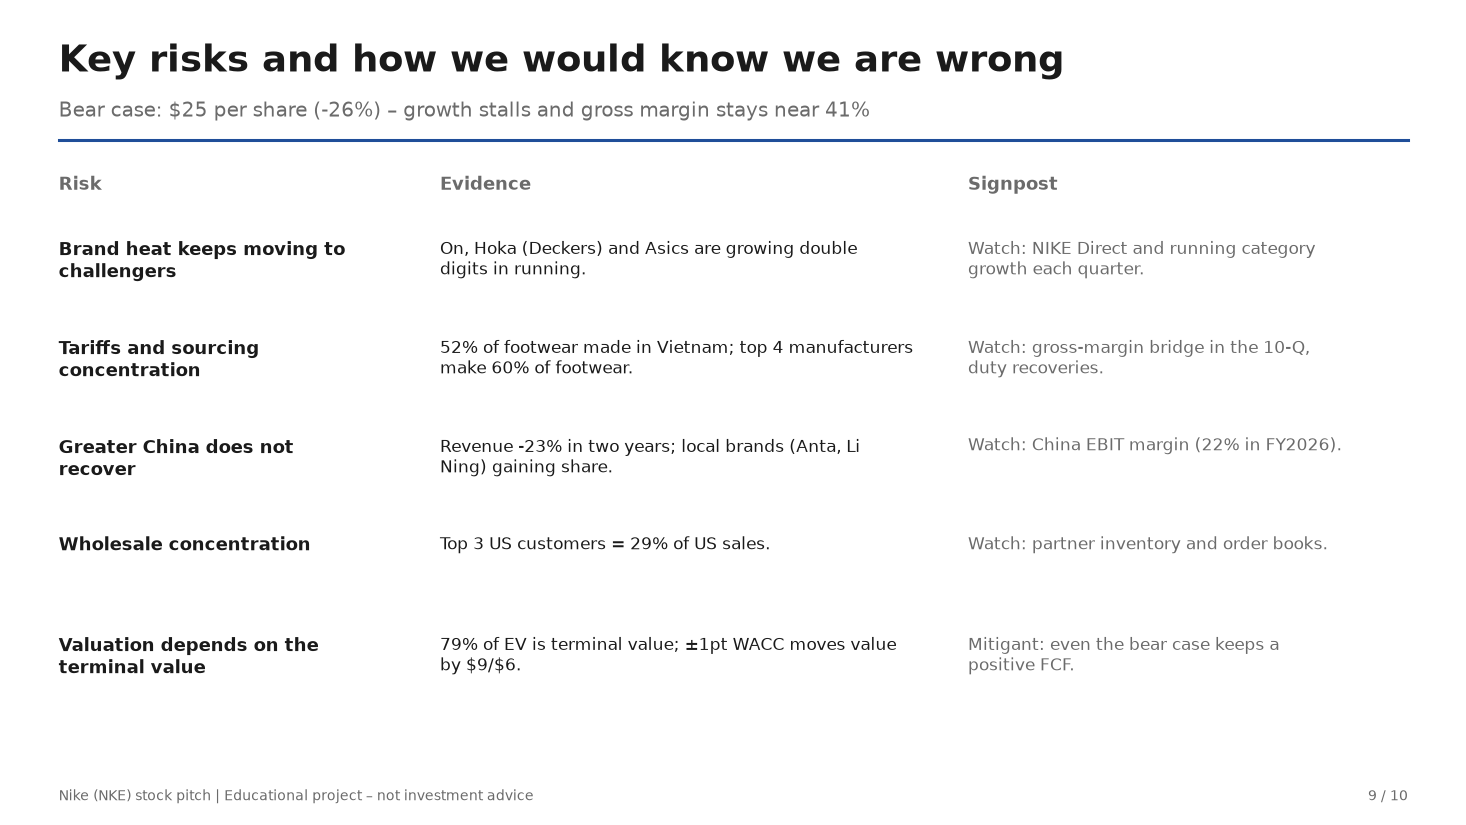 Key risks and how we would know we are wrong
Bear case: $25 per share (-26%) – growth stalls and gross margin stays near 41%
Risk
Evidence
Signpost
Brand heat keeps moving to
challengers
On, Hoka (Deckers) and Asics are growing double
digits in running.
Watch: NIKE Direct and running category
growth each quarter.
Tariffs and sourcing
concentration
52% of footwear made in Vietnam; top 4 manufacturers
make 60% of footwear.
Watch: gross-margin bridge in the 10-Q,
duty recoveries.
Greater China does not
recover
Revenue -23% in two years; local brands (Anta, Li
Ning) gaining share.
Watch: China EBIT margin (22% in FY2026).
Wholesale concentration
Top 3 US customers = 29% of US sales.
Watch: partner inventory and order books.
Valuation depends on the
terminal value
79% of EV is terminal value; ±1pt WACC moves value
by $9/$6.
Mitigant: even the bear case keeps a
positive FCF.
Nike (NKE) stock pitch | Educational project – not investment advice
9 / 10